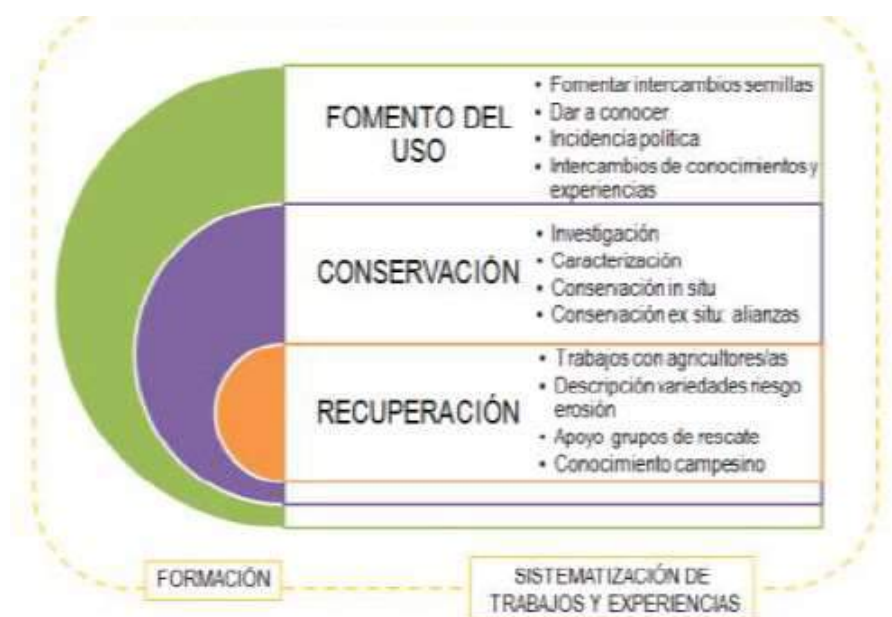 FOMENTO DEL
USO
• Fomentar intercambios semillas
• Dar a conocer
• Incidencia política
• Intercambios de conocimientos y
experiencias
CONSERVACIÓN
• Investigación
• Caracterización
• Conservación in situ
• Conservación ex situ: alianzas
RECUPERACIÓN
• Trabajos con agricultores/as
• Descripción variedades riesgo
erosión
• Apoyo grupos de rescate
• Conocimiento campesino
FORMACIÓN
SISTEMATIZACIÓN DE
TRABAJOS Y EXPERIENCIAS